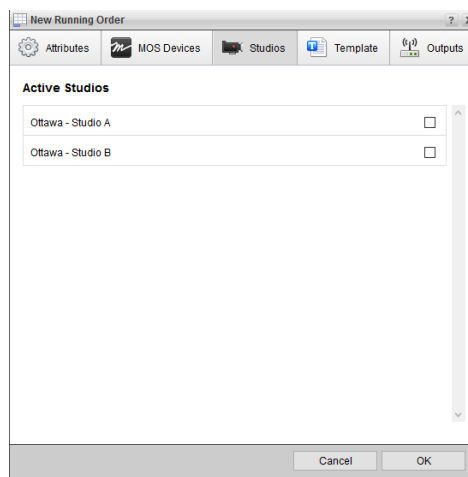 New Running Order
Attributes
MOS Devices
Studios
Template
Outputs
Active Studios
Ottawa - Studio A
Ottawa - Studio B
Cancel
OK